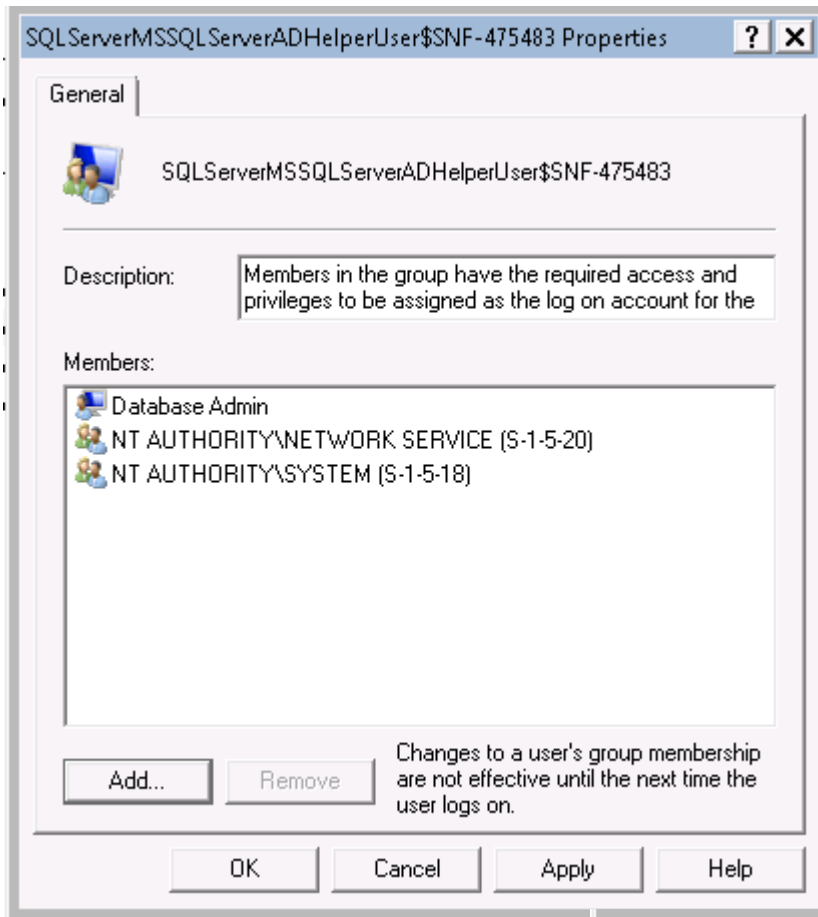 SQLServerMSSQLServerADHelperUser$SNF-475483 Properties
General
SQLServerMSSQLServerADHelperUser$SNF-475483
Description:
Members in the group have the required access and
privileges to be assigned as the log on account for the
Members:
Database Admin
NT AUTHORITY\NETWORK SERVICE (S-1-5-20)
NT AUTHORITY\SYSTEM (S-1-5-18)
Add...
Remove
Changes to a user's group membership
are not effective until the next time the
user logs on.
OK
Cancel
Apply
Help